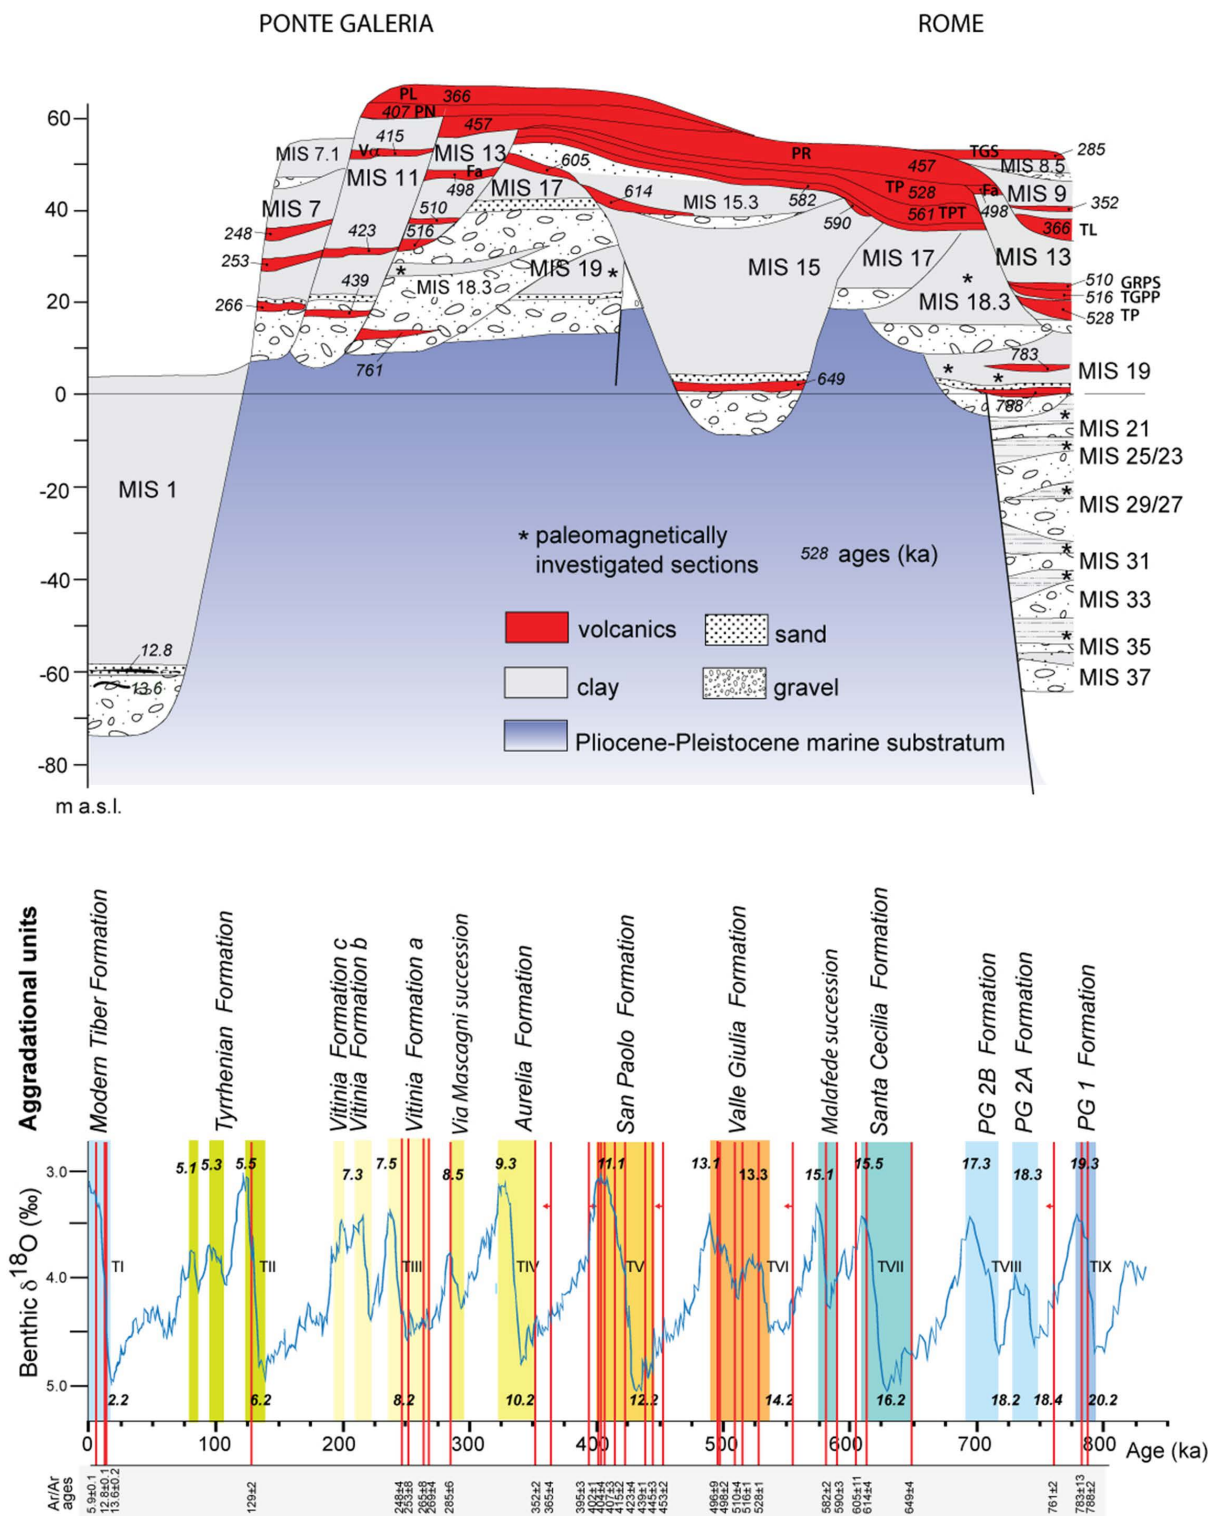 PONTE GALERIA
ROME
60
40
20
0
-20
-40
-60
-80
m a.s.l.
PL 366
407 PN
457
415
Vα
MIS 7.1
MIS 11
MIS 13
Fa
498
MIS 7
248
253
266
423
439
510
516
761
MIS 17
605
614
MIS 15.3
582
590
MIS 19
*
*
MIS 18.3
MIS 15
649
PR
457
TP 528
561 TPT
Fa
498
TGS
285
MIS 8.5
MIS 9
352
366 TL
MIS 13
510 GRPS
516 TGPP
528 TP
MIS 17
*
MIS 18.3
783
* *
788
MIS 19
*
MIS 21
*
MIS 25/23
*
MIS 29/27
*
MIS 31
*
MIS 33
*
MIS 35
MIS 37
MIS 1
12.8
13.6
* paleomagnetically
investigated sections
528 ages (ka)
volcanics
sand
clay
gravel
Pliocene-Pleistocene marine substratum
Aggradational units
Modern Tiber Formation
Tyrrhenian Formation
Vitinia Formation c
Vitinia Formation b
Vitinia Formation a
Via Mascagni succession
Aurelia Formation
San Paolo Formation
Valle Giulia Formation
Malafede succession
Santa Cecilia Formation
PG 2B Formation
PG 2A Formation
PG 1 Formation
Benthic δ18O (‰)
3.0
4.0
5.0
5.1 5.3 5.5 7.3 7.5 8.5 9.3 11.1 13.1 13.3 15.1 15.5 17.3 18.3 19.3
TI TII TIII TIV TV TVI TVII TVIII TIX
2.2 6.2 8.2 10.2 12.2 14.2 16.2 18.2 18.4 20.2
0 100 200 300 400 500 600 700 800 Age (ka)
Ar/Ar
ages
5.9±0.1
12.8±0.1
13.6±0.2
129±2
248±4
253±8
265±8
269±4
285±6
352±2
365±4
395±3
402±1
404±4
407±3
415±2
423±4
439±1
445±3
453±2
496±9
498±2
510±4
516±1
528±1
582±2
590±3
605±11
614±4
649±4
761±2
783±13
788±2